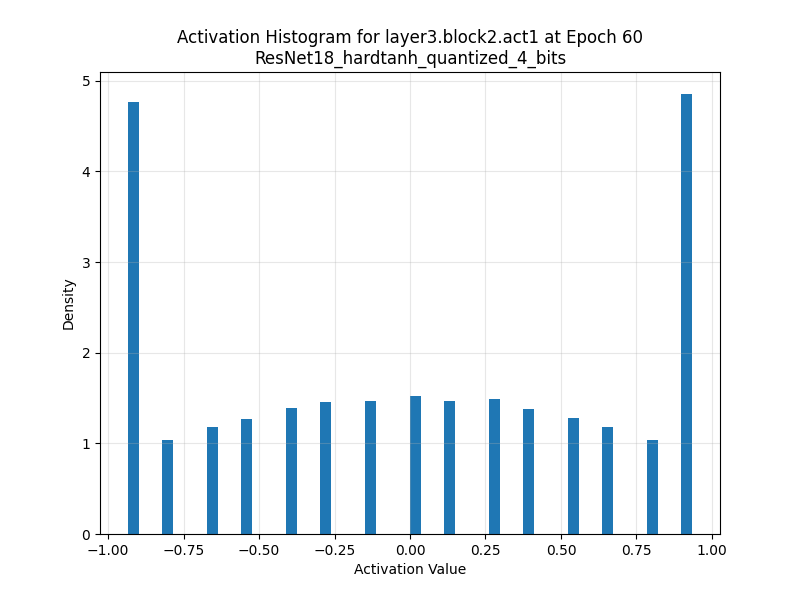 Activation Histogram for layer3.block2.act1 at Epoch 60
ResNet18_hardtanh_quantized_4_bits
5
4
3
2
1
0
Density
−1.00 −0.75 −0.50 −0.25 0.00 0.25 0.50 0.75 1.00
Activation Value